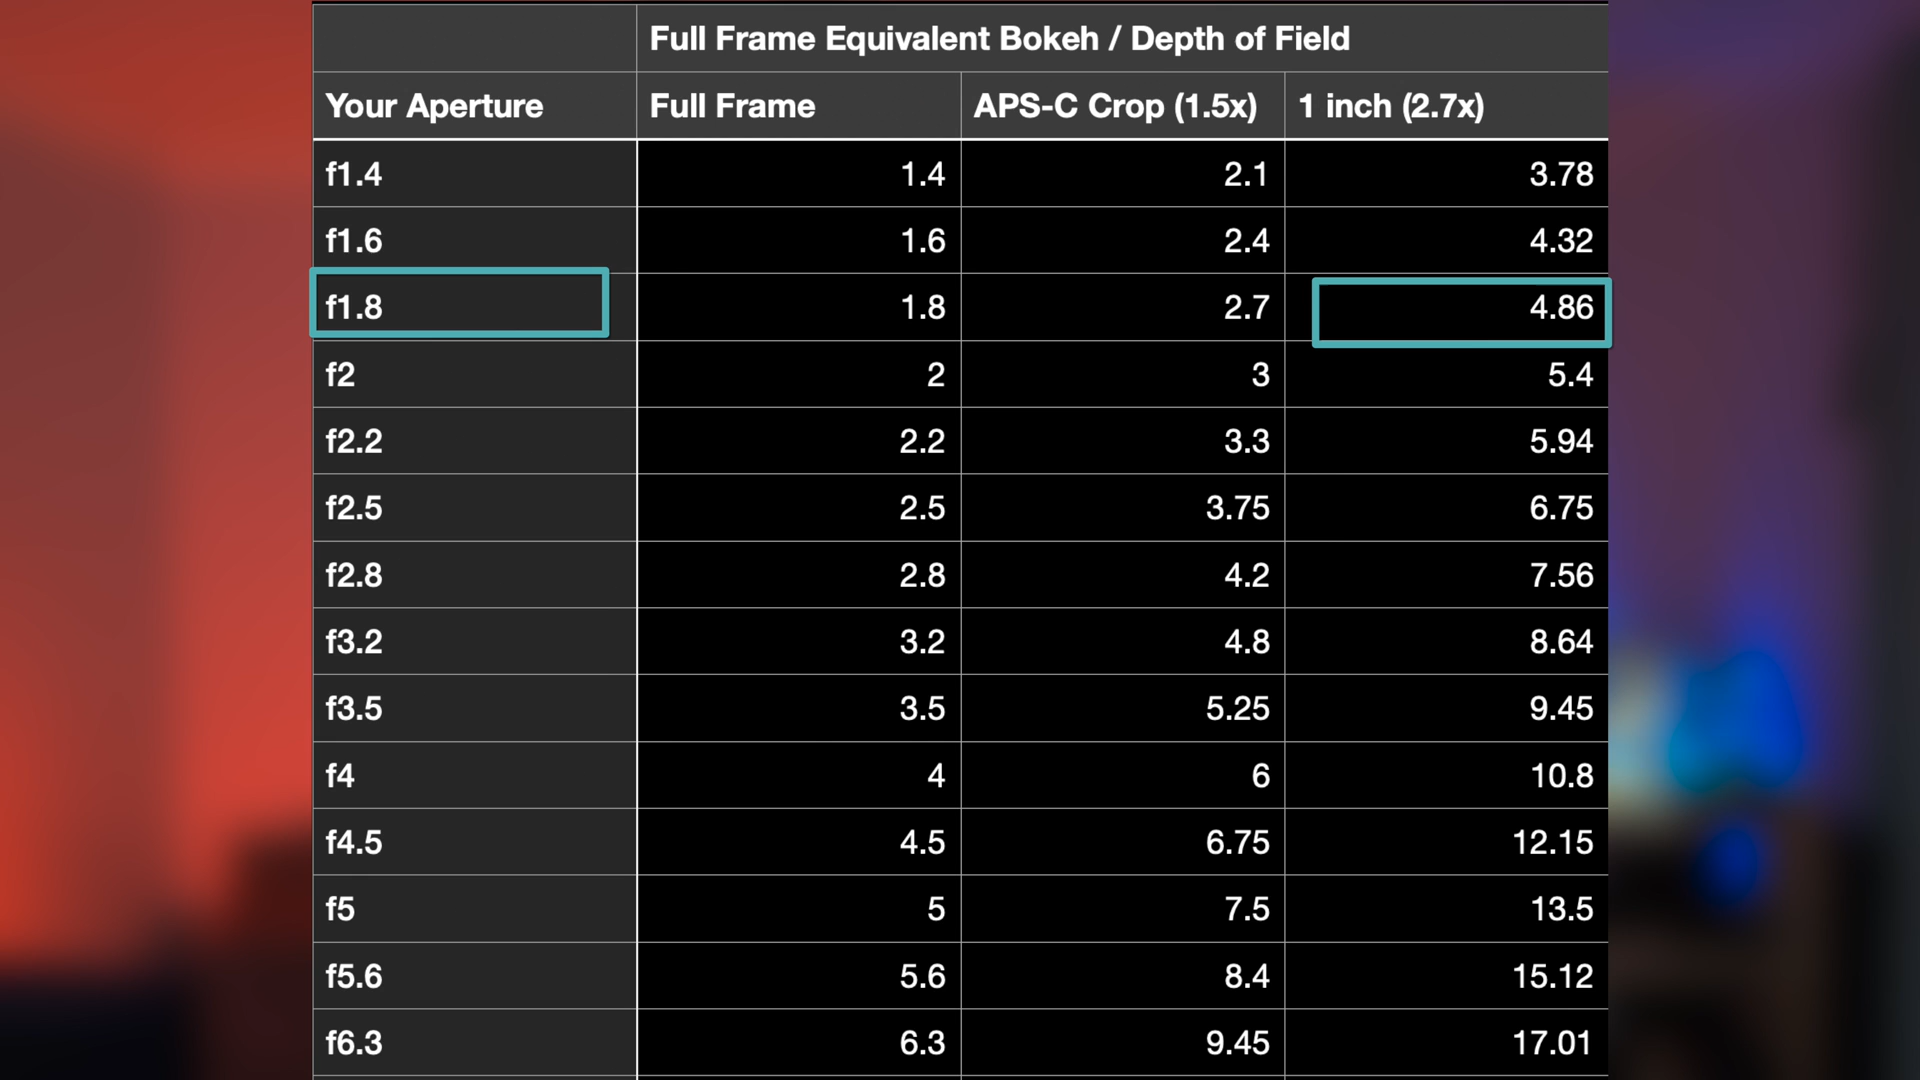 Full Frame Equivalent Bokeh / Depth of Field
Your Aperture Full Frame APS-C Crop (1.5x) 1 inch (2.7x)
f1.4 1.4 2.1 3.78
f1.6 1.6 2.4 4.32
f1.8 1.8 2.7 4.86
f2 2 3 5.4
f2.2 2.2 3.3 5.94
f2.5 2.5 3.75 6.75
f2.8 2.8 4.2 7.56
f3.2 3.2 4.8 8.64
f3.5 3.5 5.25 9.45
f4 4 6 10.8
f4.5 4.5 6.75 12.15
f5 5 7.5 13.5
f5.6 5.6 8.4 15.12
f6.3 6.3 9.45 17.01